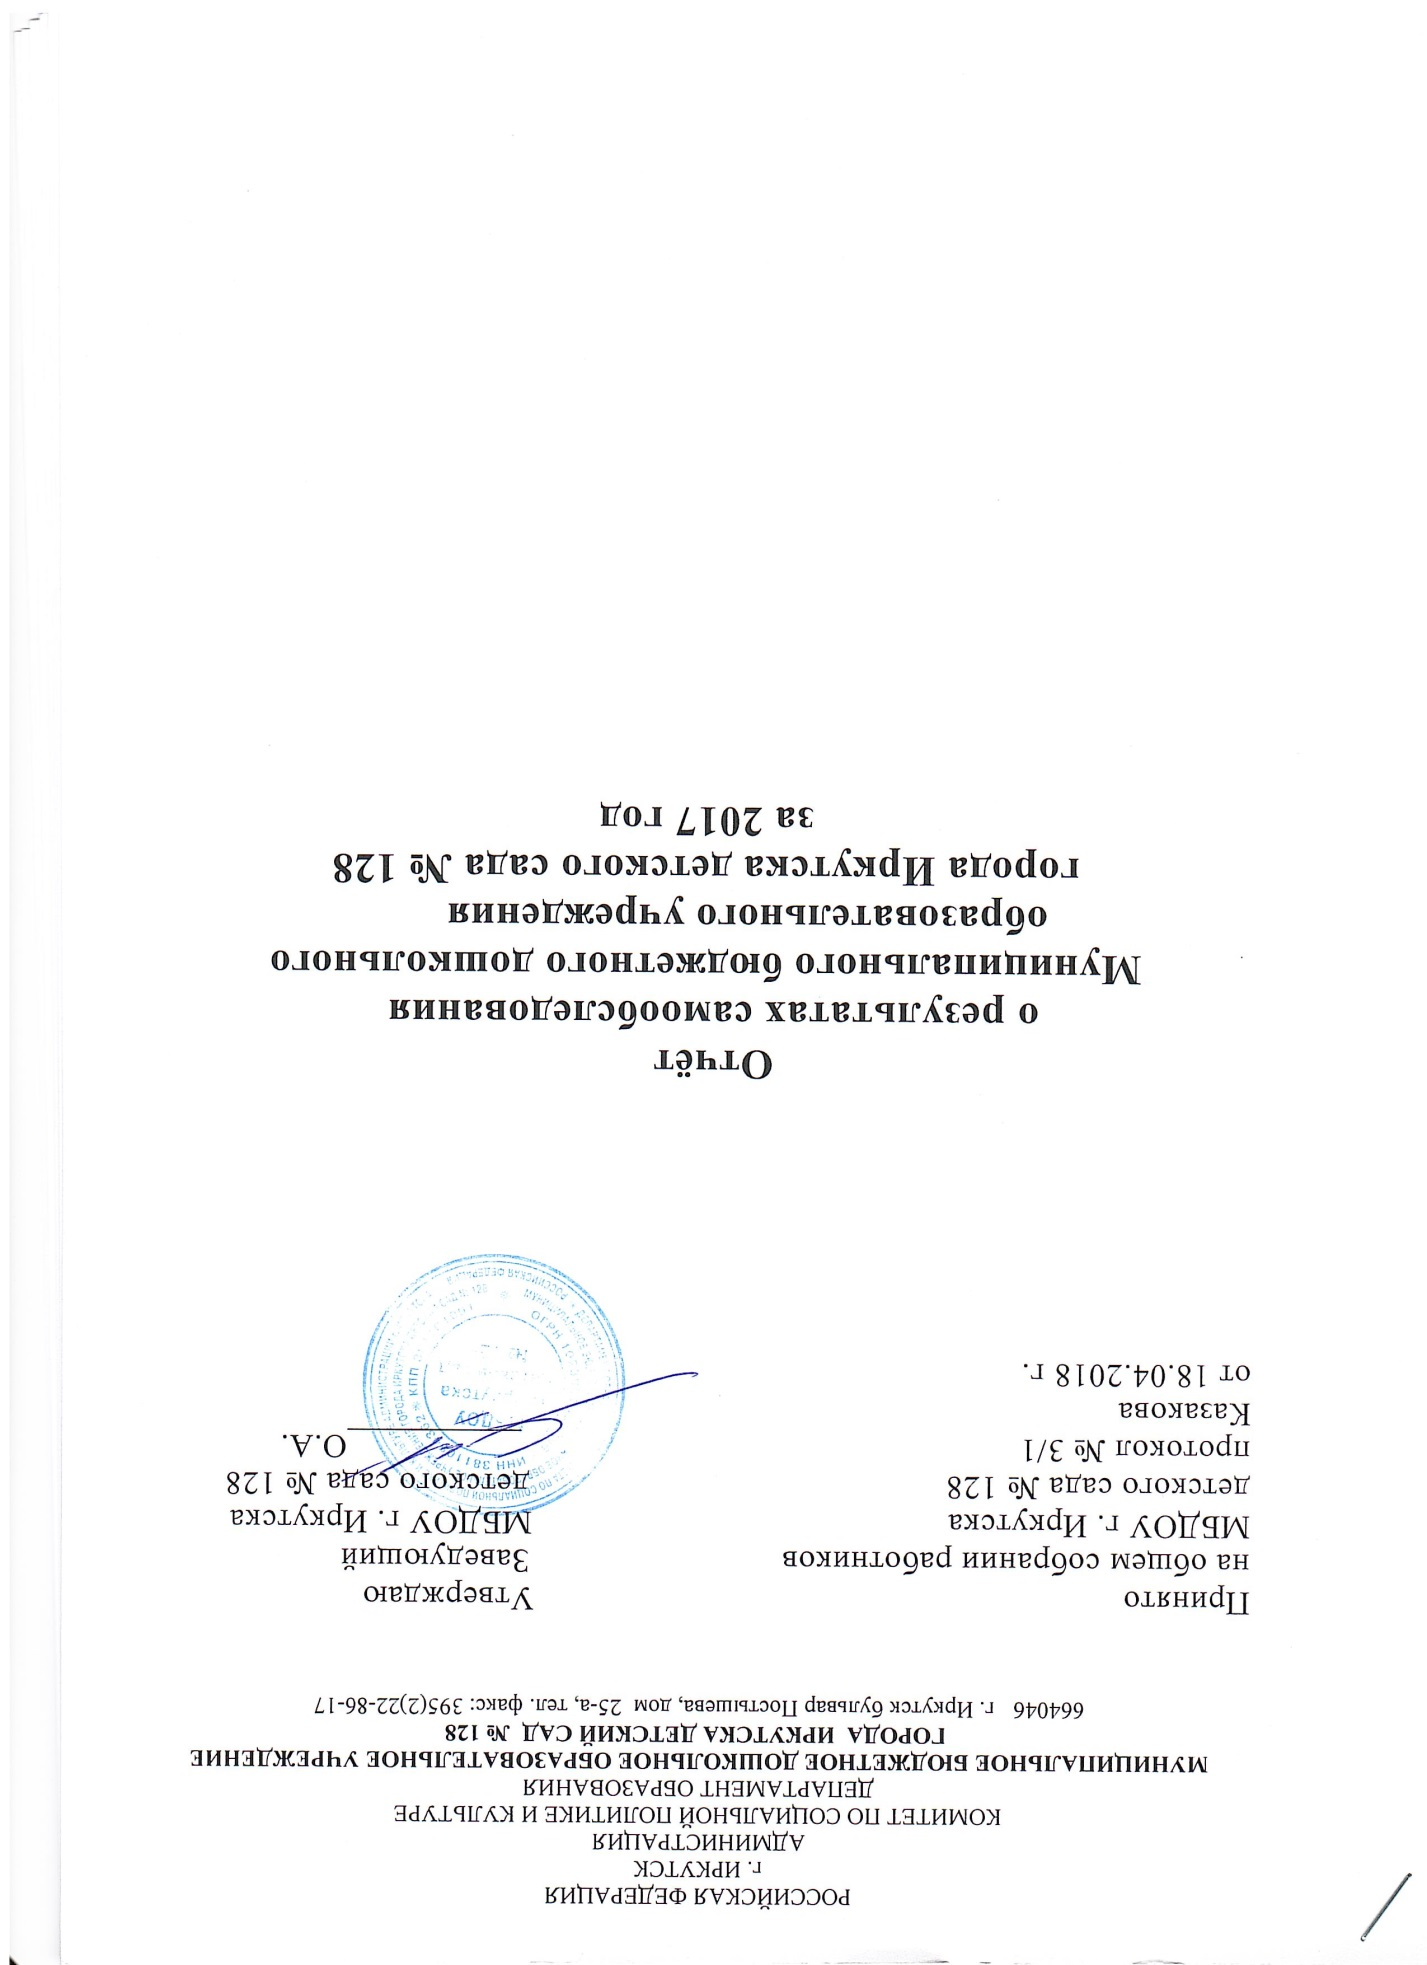 РОССИЙСКАЯ ФЕДЕРАЦИЯ
г. ИРКУТСК
АДМИНИСТРАЦИЯ
КОМИТЕТ ПО СОЦИАЛЬНОЙ ПОЛИТИКЕ И КУЛЬТУРЕ
ДЕПАРТАМЕНТ ОБРАЗОВАНИЯ
МУНИЦИПАЛЬНОЕ БЮДЖЕТНОЕ ДОШКОЛЬНОЕ ОБРАЗОВАТЕЛЬНОЕ УЧРЕЖДЕНИЕ
ГОРОДА ИРКУТСКА ДЕТСКИЙ САД № 128
664046 г. Иркутск бульвар Постышева, дом 25-а, тел. факс: 395(2)22-86-17
Принято
на общем собрании работников
МБДОУ г. Иркутска
детского сада № 128
протокол № 3/1
Казакова
от 18.04.2018 г.
Утверждаю
Заведующий
МБДОУ г. Иркутска
детского сада № 128
О.А.
Отчёт
о результатах самообследования
Муниципального бюджетного дошкольного
образовательного учреждения
города Иркутска детского сада № 128
за 2017 год